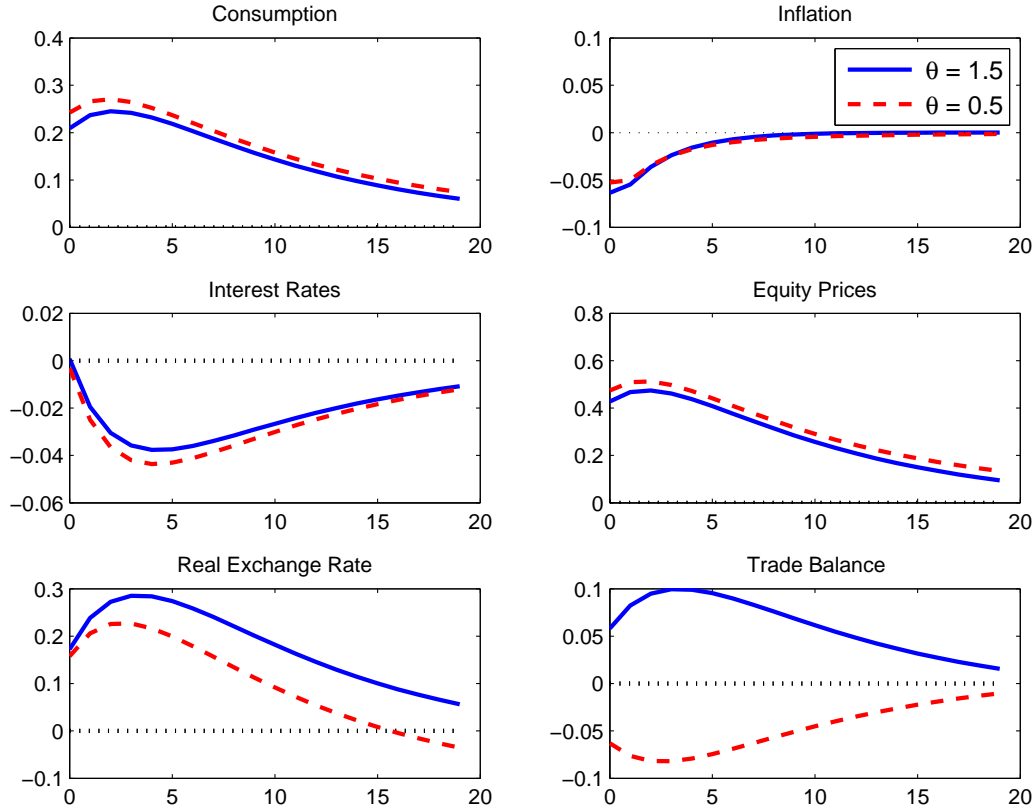 Consumption
0.4
0.3
0.2
0.1
0
0 5 10 15 20
Inflation
0.1
0.05
0
−0.05
−0.1
0 5 10 15 20
θ = 1.5
θ = 0.5
Interest Rates
0.02
0
−0.02
−0.04
−0.06
0 5 10 15 20
Equity Prices
0.8
0.6
0.4
0.2
0
0 5 10 15 20
Real Exchange Rate
0.3
0.2
0.1
0
−0.1
0 5 10 15 20
Trade Balance
0.1
0.05
0
−0.05
−0.1
0 5 10 15 20